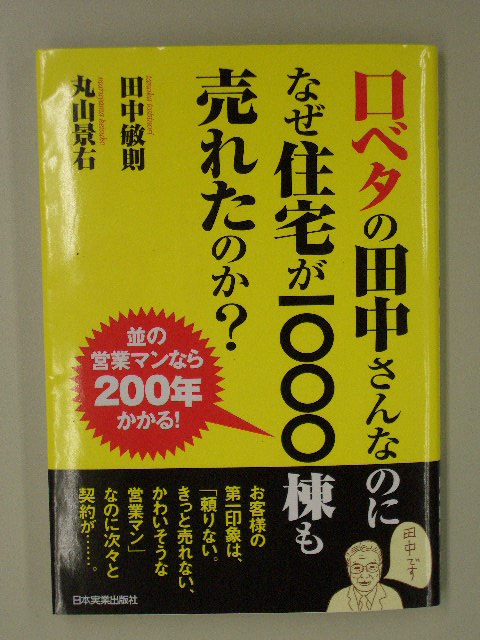 口ベタの田中さんなのに
なぜ住宅が一〇〇〇棟も
売れたのか?
田中敏則
丸山景右
並の
営業マンなら
200年
かかる!
お客様の
第一印象は、
「頼りない。
きっと売れない、
かわいそうな
営業マン」
なのに次々と
契約が……。
田中です
日本実業出版社